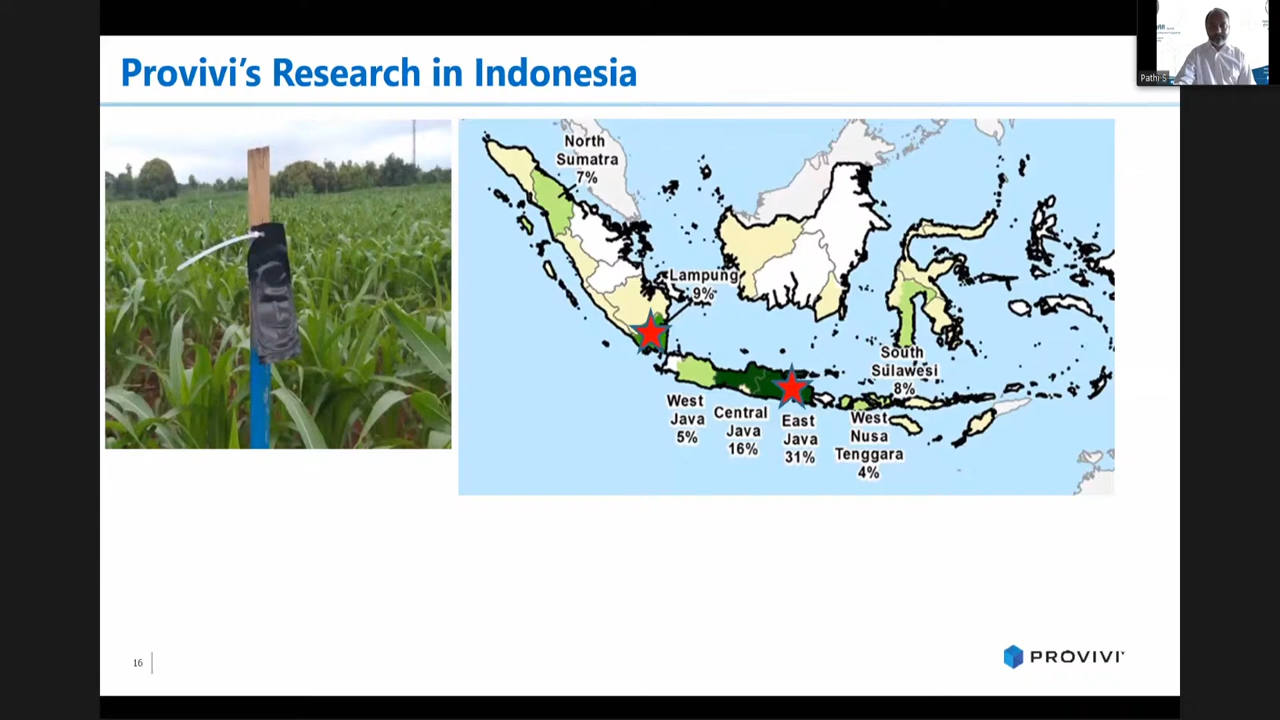 Provivi's Research in Indonesia
Pathi S
North
Sumatra
7%
Lampung
9%
South
Sulawesi
8%
West
Java
5%
Central
Java
16%
East
Java
31%
West
Nusa
Tenggara
4%
16
PROVIVI